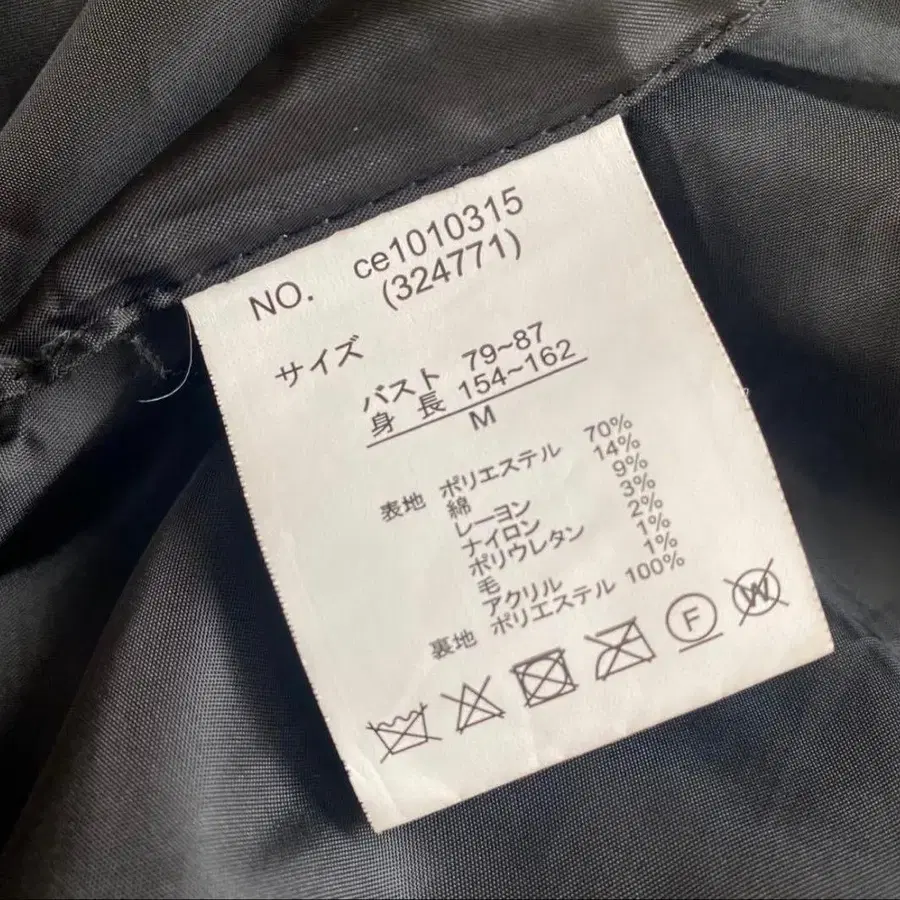 NO. ce1010315
(324771)
サイズ
バスト 79~87
身 長 154~162
M
表地 ポリエステル 70%
綿 14%
レーヨン 9%
ナイロン 3%
ポリウレタン 2%
毛 1%
アクリル 1%
裏地 ポリエステル 100%
F W